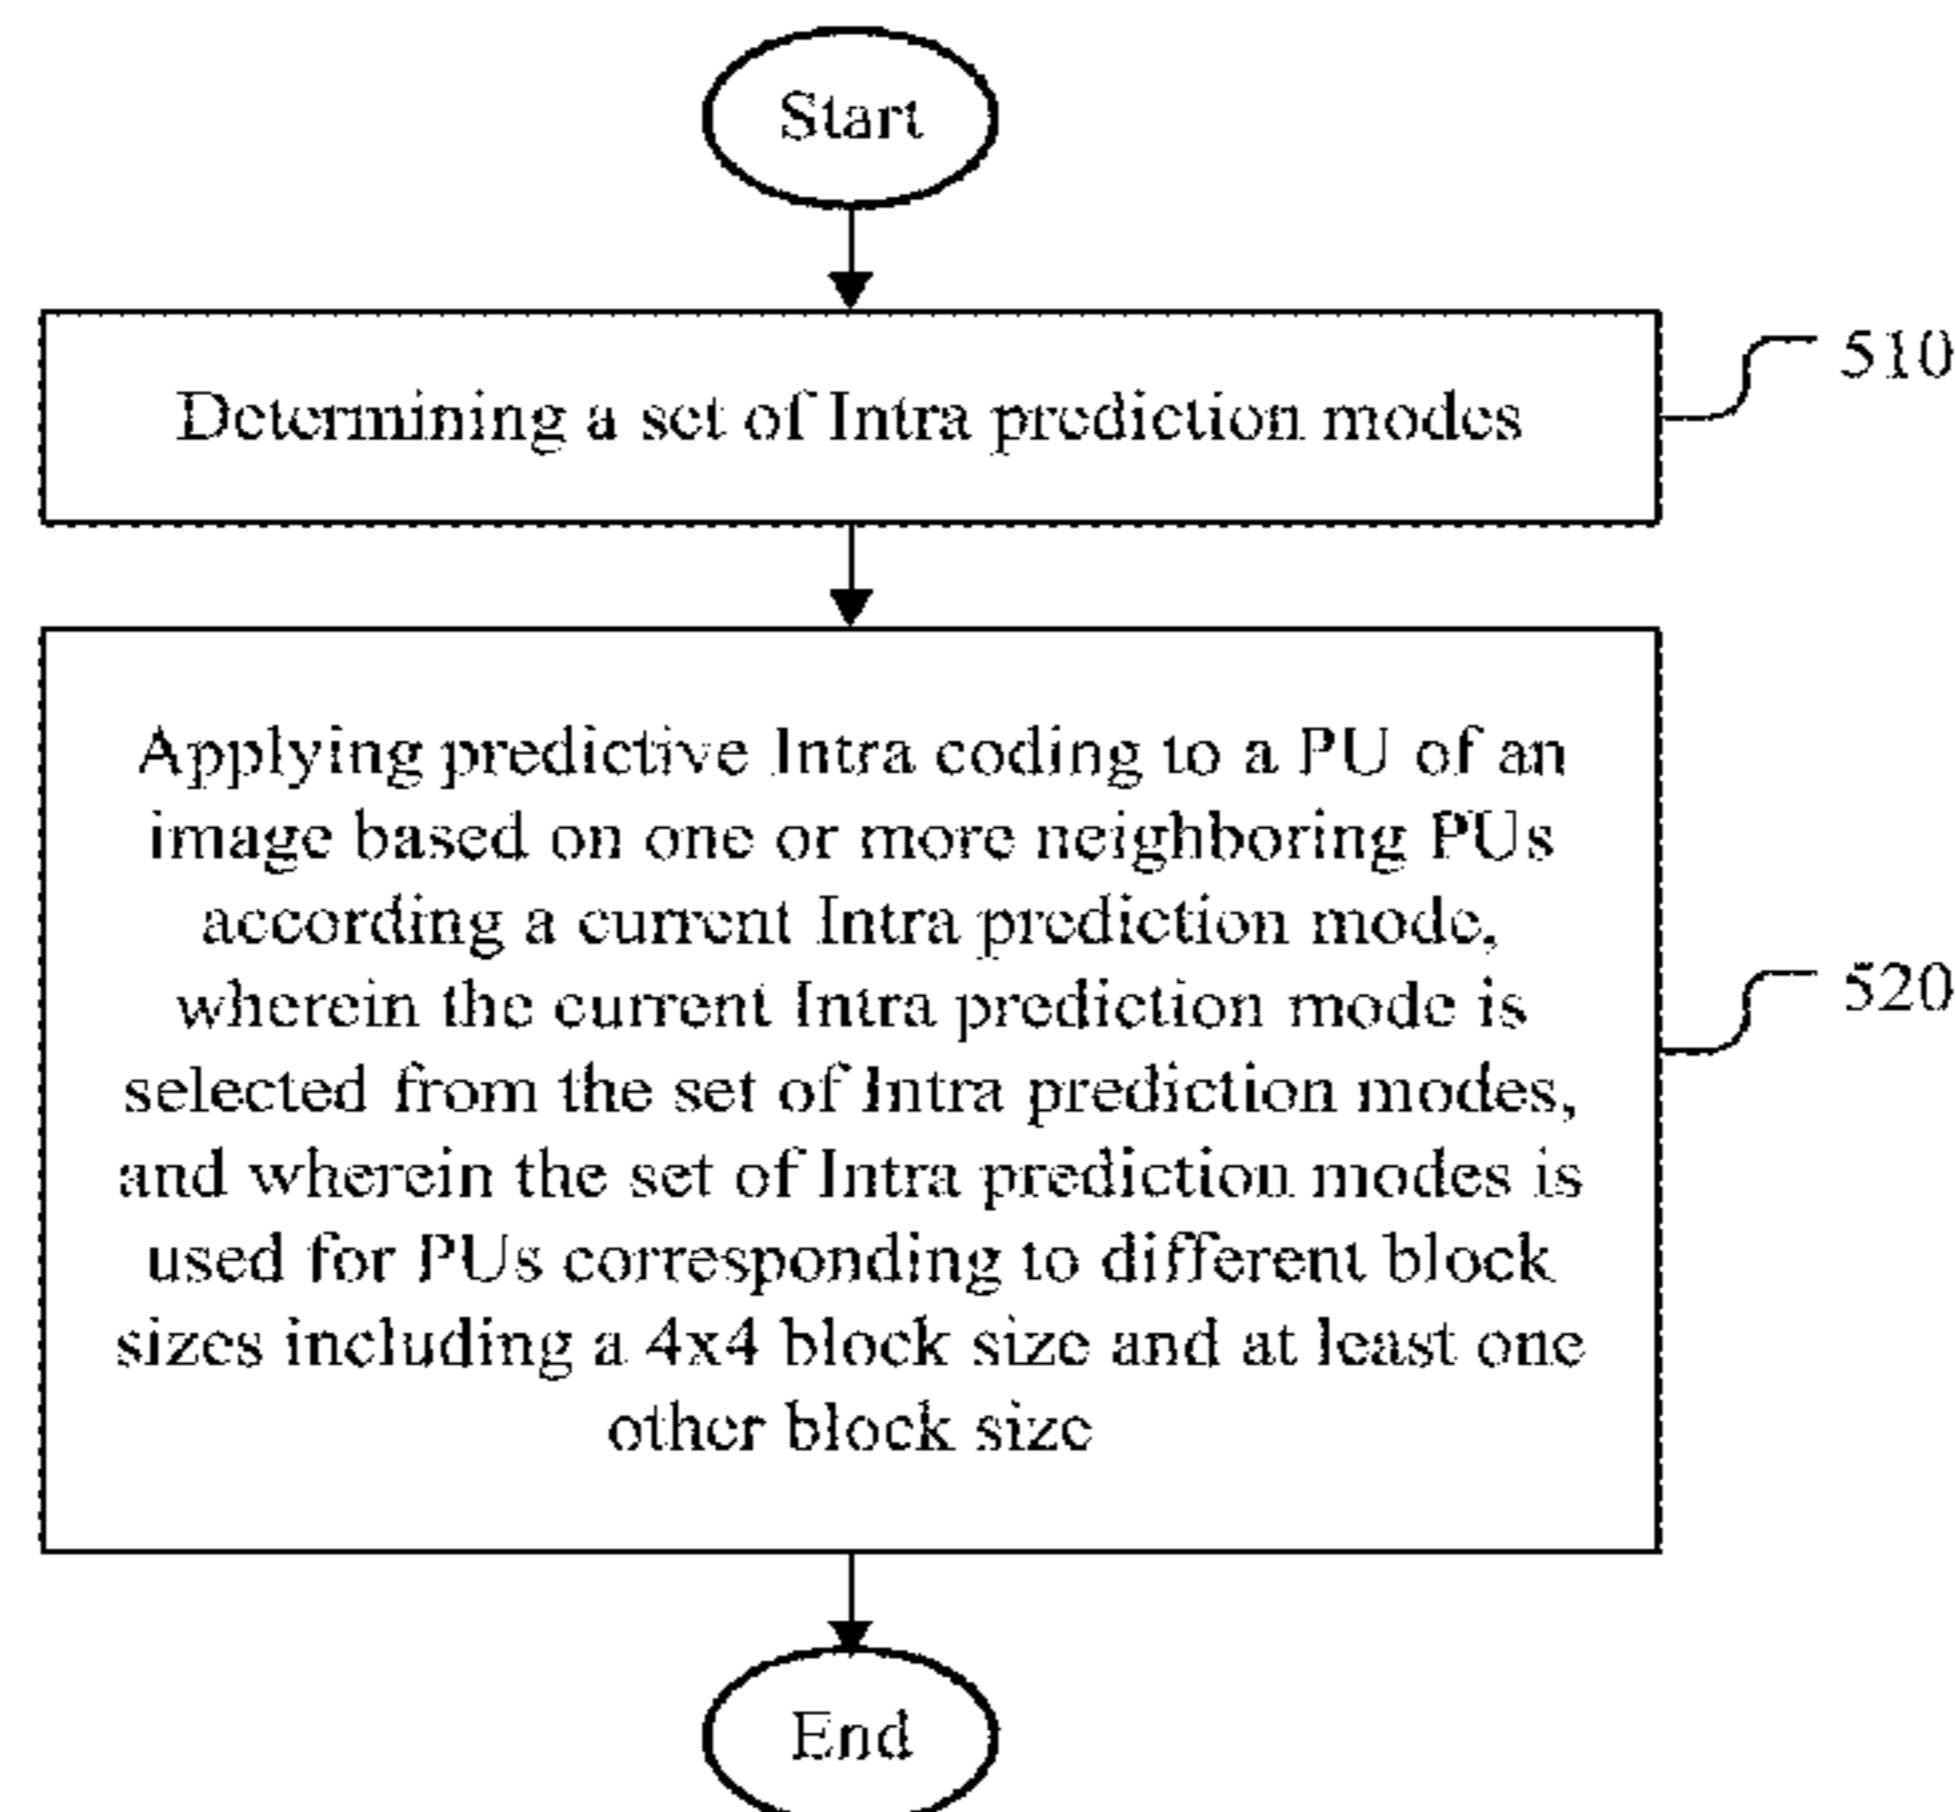 Start
510
Determining a set of Intra prediction modes
Applying predictive Intra coding to a PU of an
image based on one or more neighboring PUs
according a current Intra prediction mode,
wherein the current Intra prediction mode is
520
selected from the set of Intra prediction modes,
and wherein the set of Intra prediction modes is
used for PUs corresponding to different block
sizes including a 4x4 block size and at least one
other block size
End